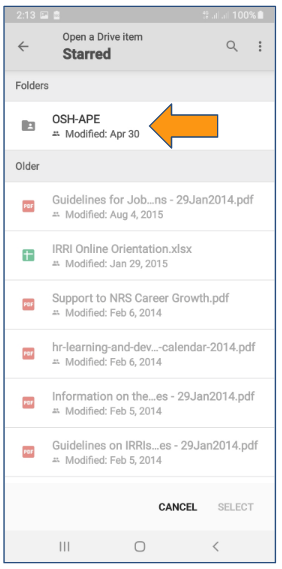 2:13 100%
Open a Drive item
Starred
Folders
OSH-APE
Modified: Apr 30
Older
PDF Guidelines for Job...ns - 29Jan2014.pdf
Modified: Aug 4, 2015
IRRI Online Orientation.xlsx
Modified: Jan 29, 2015
PDF Support to NRS Career Growth.pdf
Modified: Feb 6, 2014
PDF hr-learning-and-dev...-calendar-2014.pdf
Modified: Feb 6, 2014
PDF Information on the...es - 29Jan2014.pdf
Modified: Feb 5, 2014
PDF Guidelines on IRRIs...es - 29Jan2014.pdf
Modified: Feb 5, 2014
CANCEL SELECT